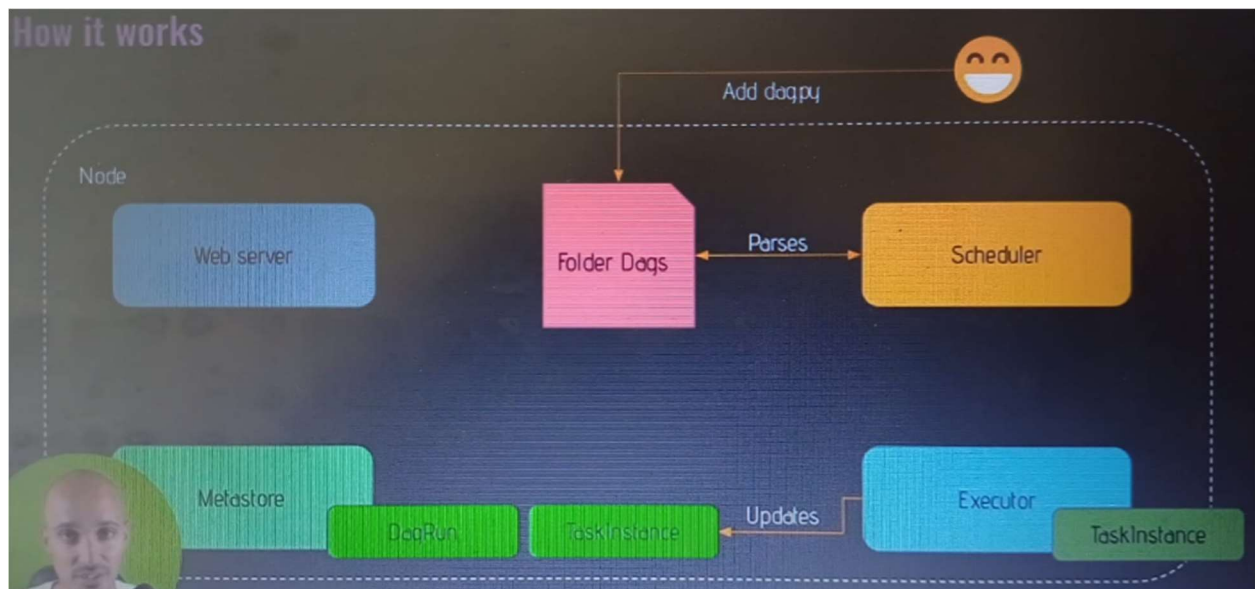 How it works
Add dag.py
Node
Web server
Folder Dags
Parses
Scheduler
Metastore
DagRun
TaskInstance
Updates
Executor
TaskInstance